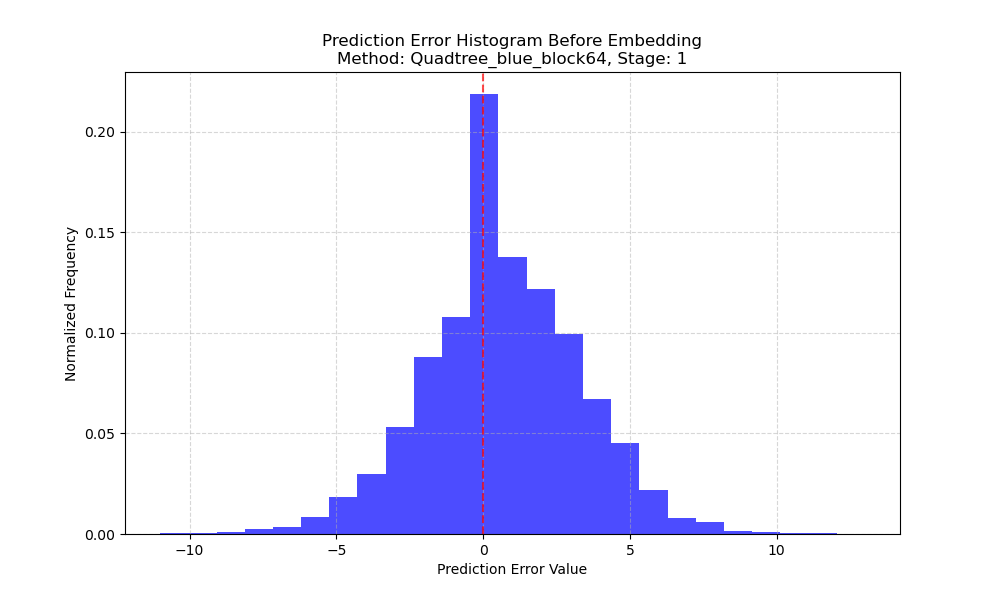 Prediction Error Histogram Before Embedding
Method: Quadtree_blue_block64, Stage: 1
Normalized Frequency
0.20
0.15
0.10
0.05
0.00
−10
−5
0
5
10
Prediction Error Value